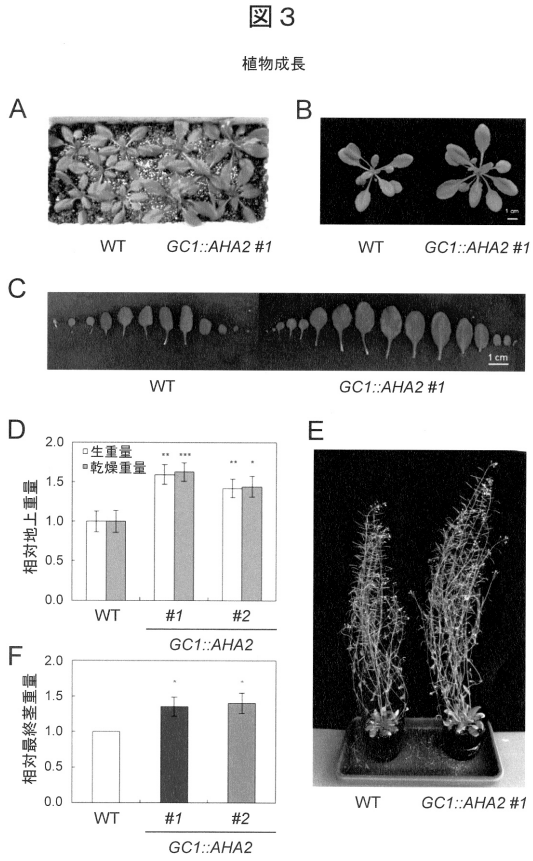 図3
植物成長
A
B
WT
GC1::AHA2 #1
1 cm
WT
GC1::AHA2 #1
C
1 cm
WT
GC1::AHA2 #1
D
相対地上重量
2.0
1.5
1.0
0.5
0.0
生重量
乾燥重量
** ***
** *
WT
#1
#2
GC1::AHA2
E
WT
GC1::AHA2 #1
F
相対最終茎重量
2.0
1.5
1.0
0.5
0.0
*
*
WT
#1
#2
GC1::AHA2